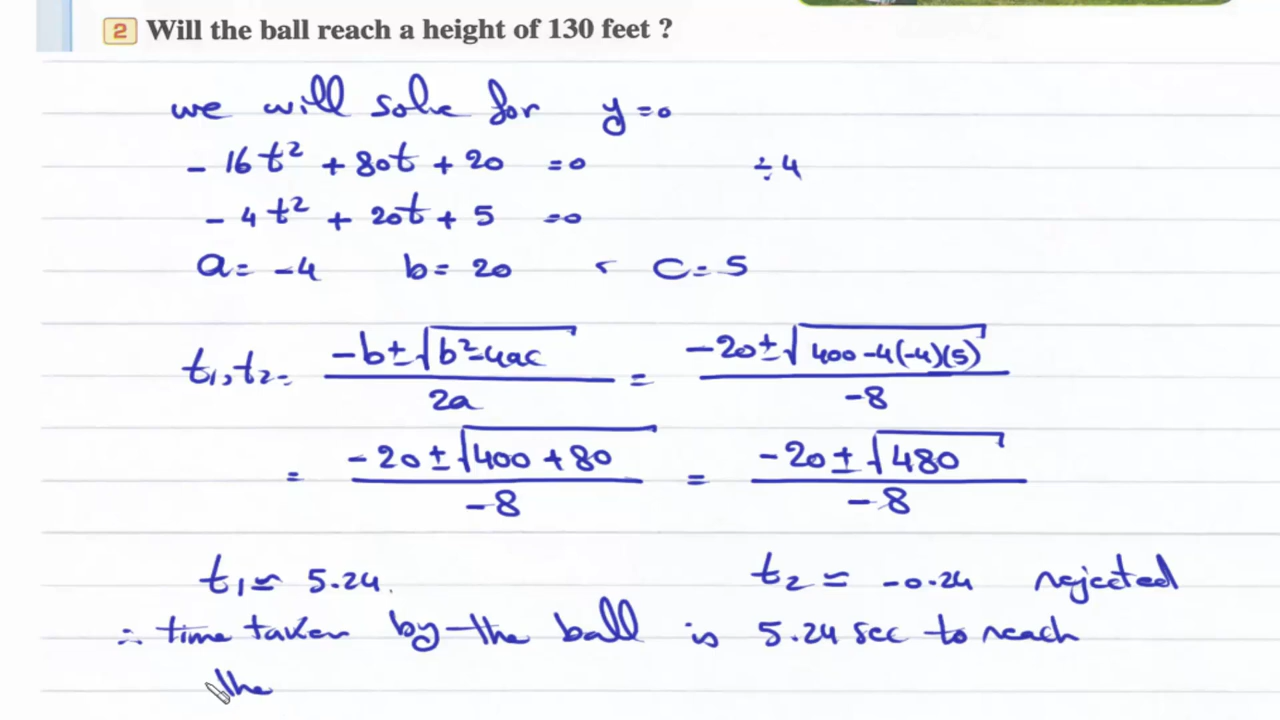 2 Will the ball reach a height of 130 feet ?
we will solve for y = 0
- 16t² + 80t + 20 = 0 ÷ 4
- 4t² + 20t + 5 = 0
a = -4 b = 20 , c = 5
t₁,t₂ = (-b ± √(b² - 4ac)) / 2a = (-20 ± √(400 - 4(-4)(5))) / -8
= (-20 ± √(400 + 80)) / -8 = (-20 ± √480) / -8
t₁ ≃ 5.24. t₂ ≃ -0.24 rejected
∴ time taken by the ball is 5.24 sec to reach
the